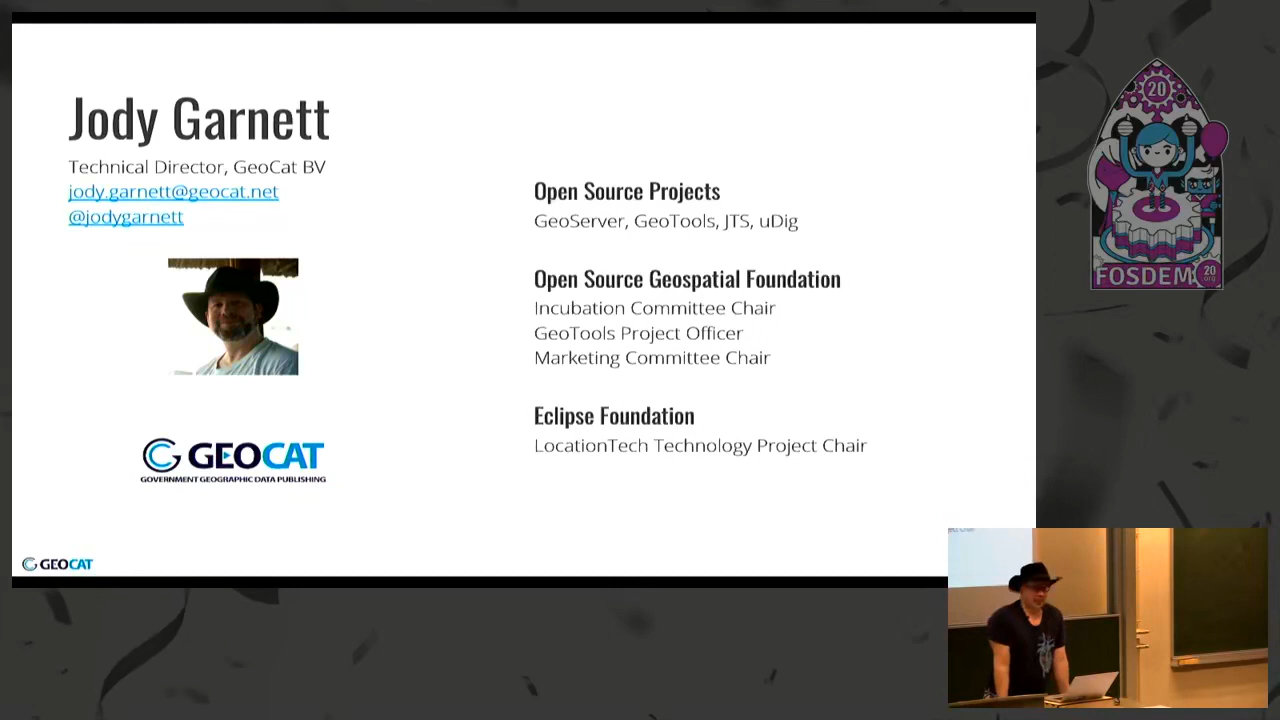 Jody Garnett
Technical Director, GeoCat BV
jody.garnett@geocat.net
@jodygarnett
GEOCAT
GOVERNMENT GEOGRAPHIC DATA PUBLISHING
GEOCAT
Open Source Projects
GeoServer, GeoTools, JTS, uDig
Open Source Geospatial Foundation
Incubation Committee Chair
GeoTools Project Officer
Marketing Committee Chair
Eclipse Foundation
LocationTech Technology Project Chair
20
FOSDEM
20
.org